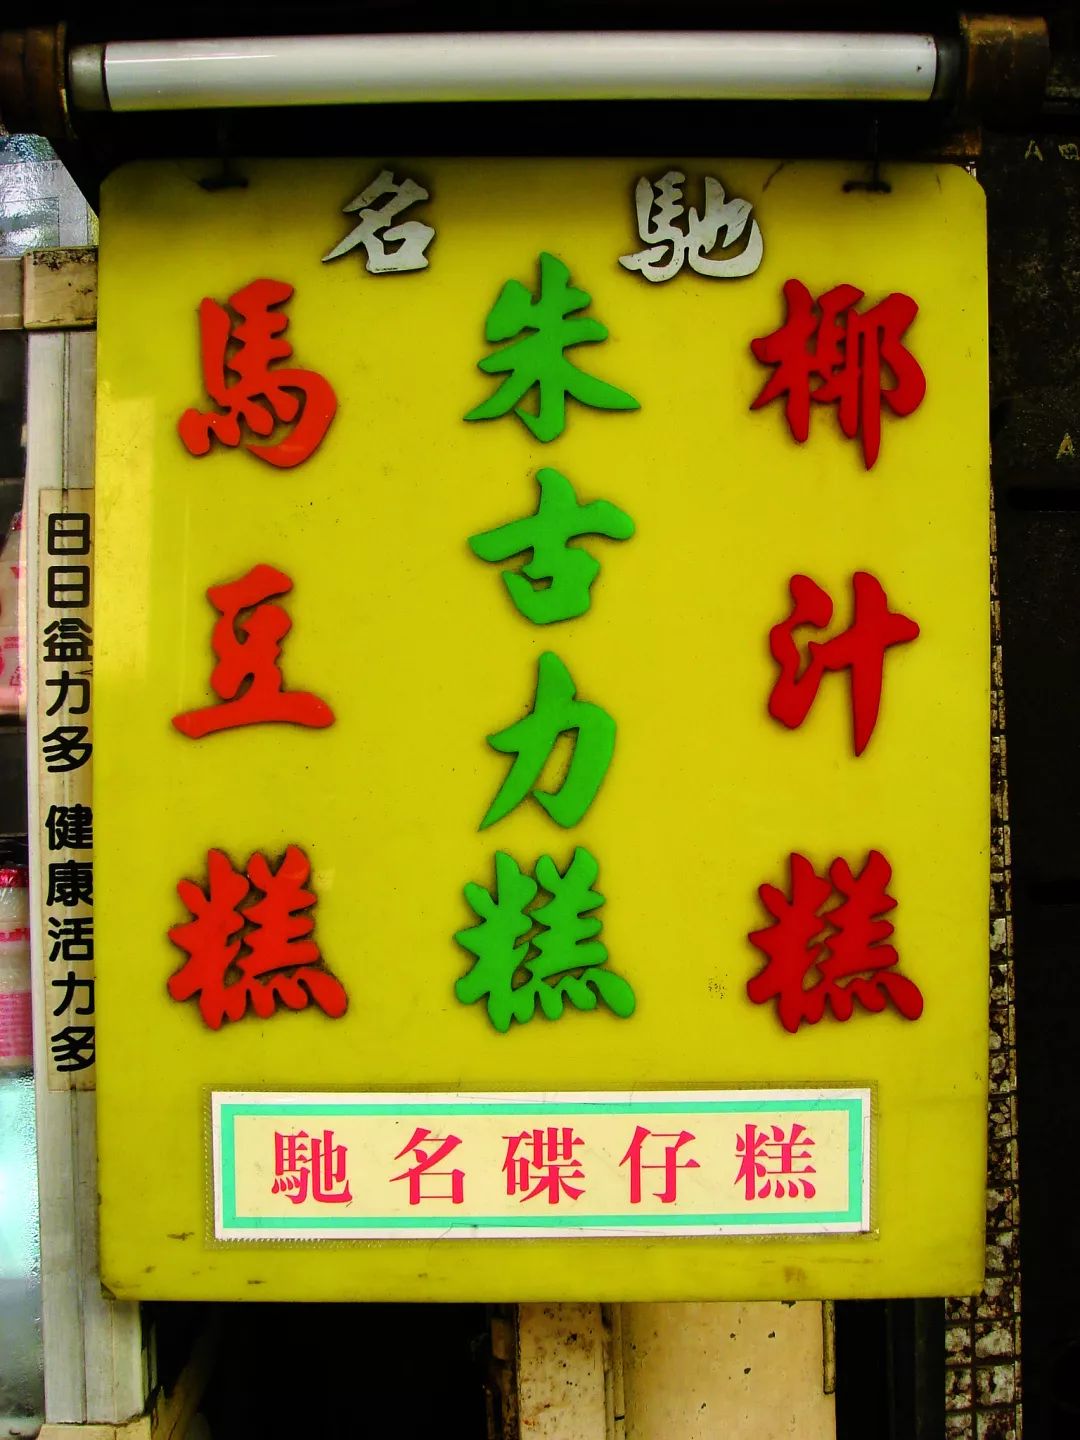 馳名
椰汁糕
朱古力糕
馬豆糕
馳名碟仔糕
日日益力多 健康活力多